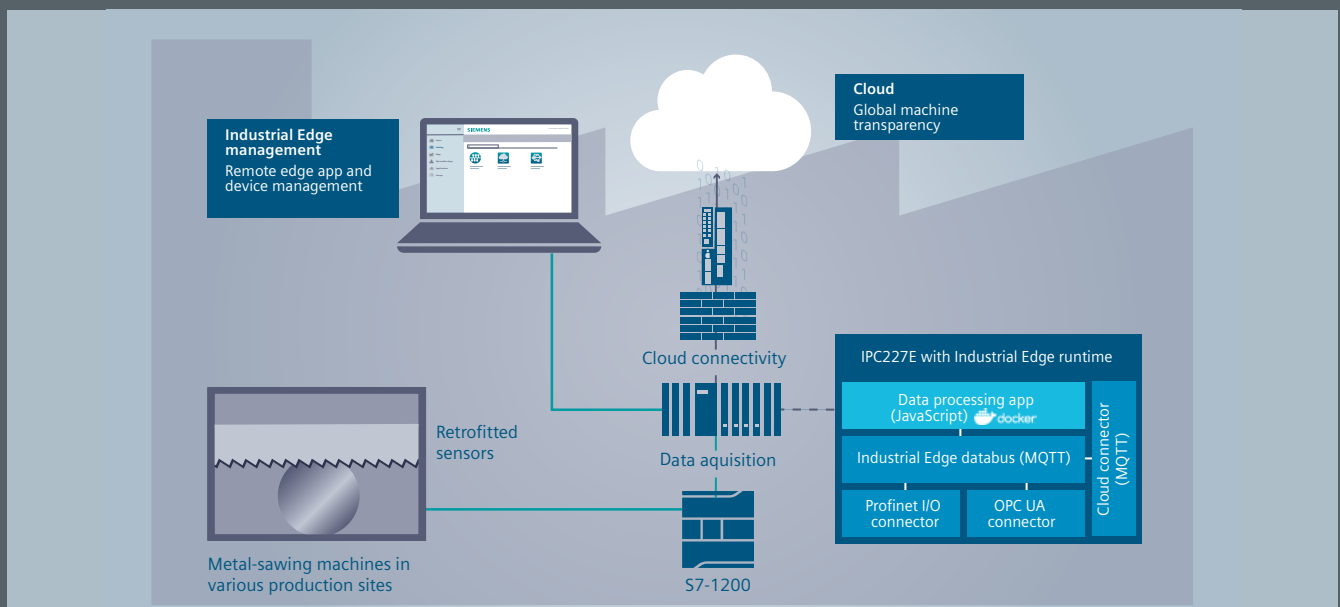 Industrial Edge
management
Remote edge app and
device management
SIEMENS
Cloud
Global machine
transparency
Cloud connectivity
Data aquisition
S7-1200
Retrofitted
sensors
Metal-sawing machines in
various production sites
IPC227E with Industrial Edge runtime
Data processing app
(JavaScript) docker
Industrial Edge databus (MQTT)
Profinet I/O
connector
OPC UA
connector
Cloud connector
(MQTT)